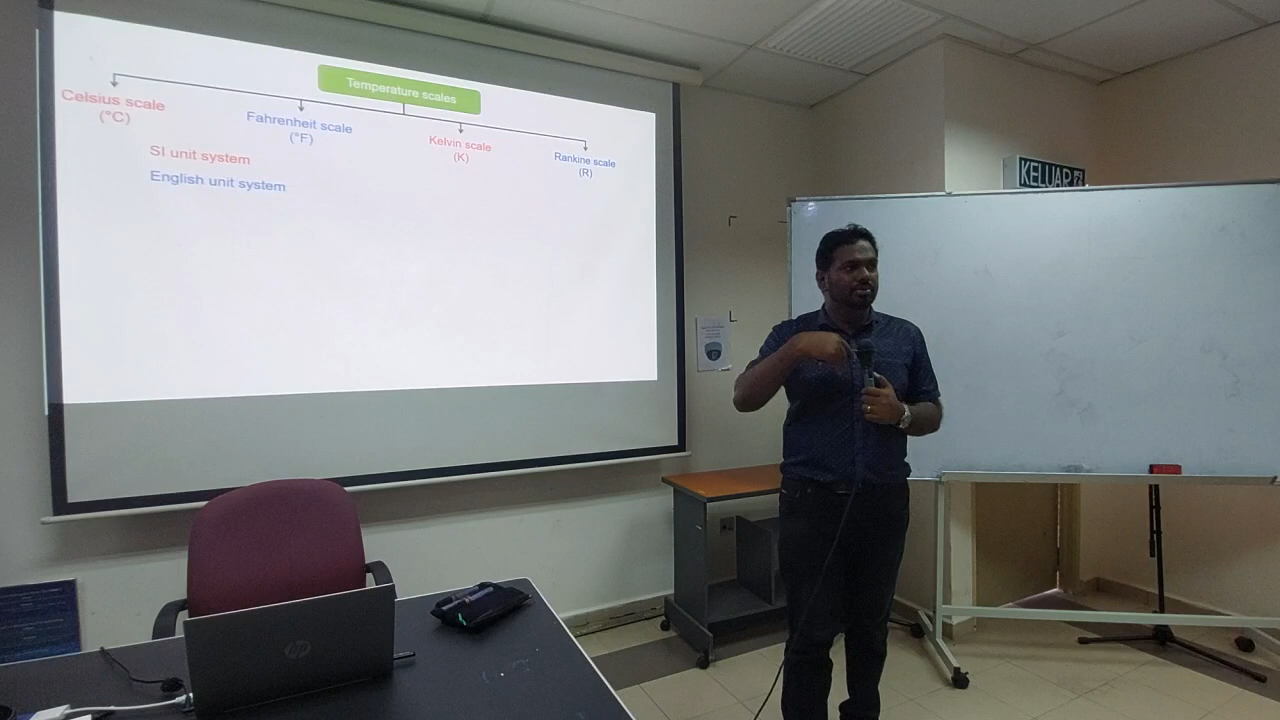 Temperature scales
Celsius scale
(°C)
Fahrenheit scale
(°F)
Kelvin scale
(K)
Rankine scale
(R)
SI unit system
English unit system
KELUAR
hp